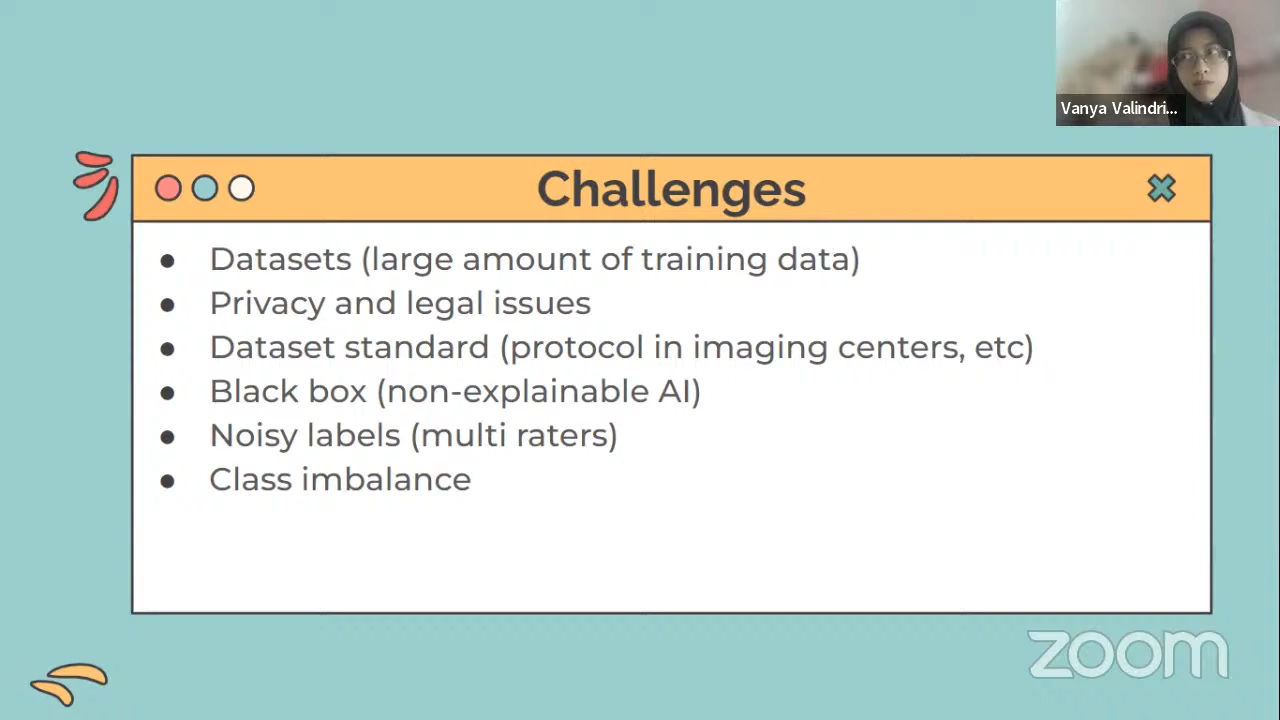 Vanya Valindri...
Challenges
● Datasets (large amount of training data)
● Privacy and legal issues
● Dataset standard (protocol in imaging centers, etc)
● Black box (non-explainable AI)
● Noisy labels (multi raters)
● Class imbalance
zoom